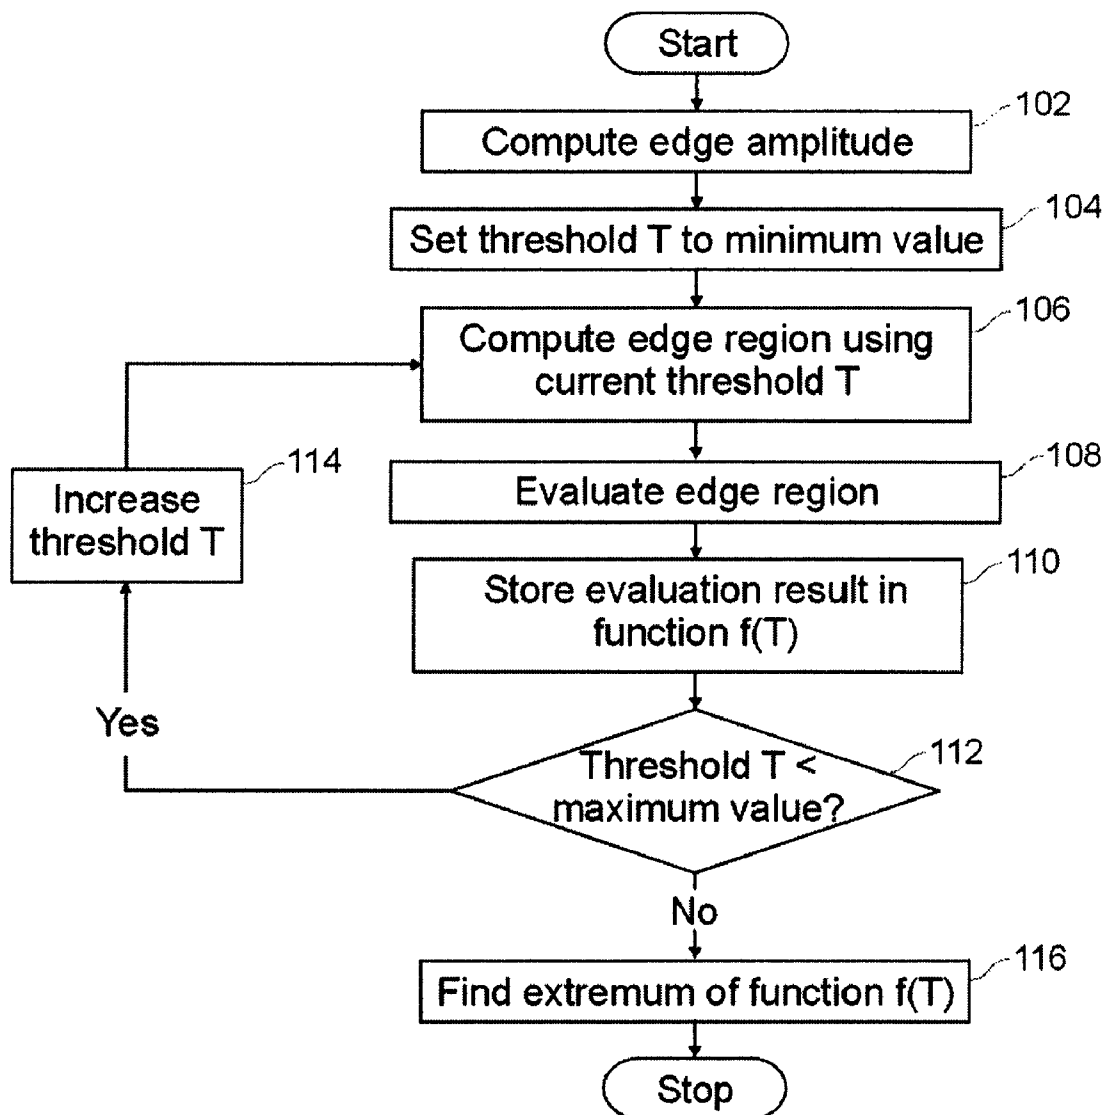 Start
102
Compute edge amplitude
104
Set threshold T to minimum value
106
Compute edge region using
current threshold T
114
Increase
threshold T
108
Evaluate edge region
110
Store evaluation result in
function f(T)
Yes
112
Threshold T <
maximum value?
No
116
Find extremum of function f(T)
Stop